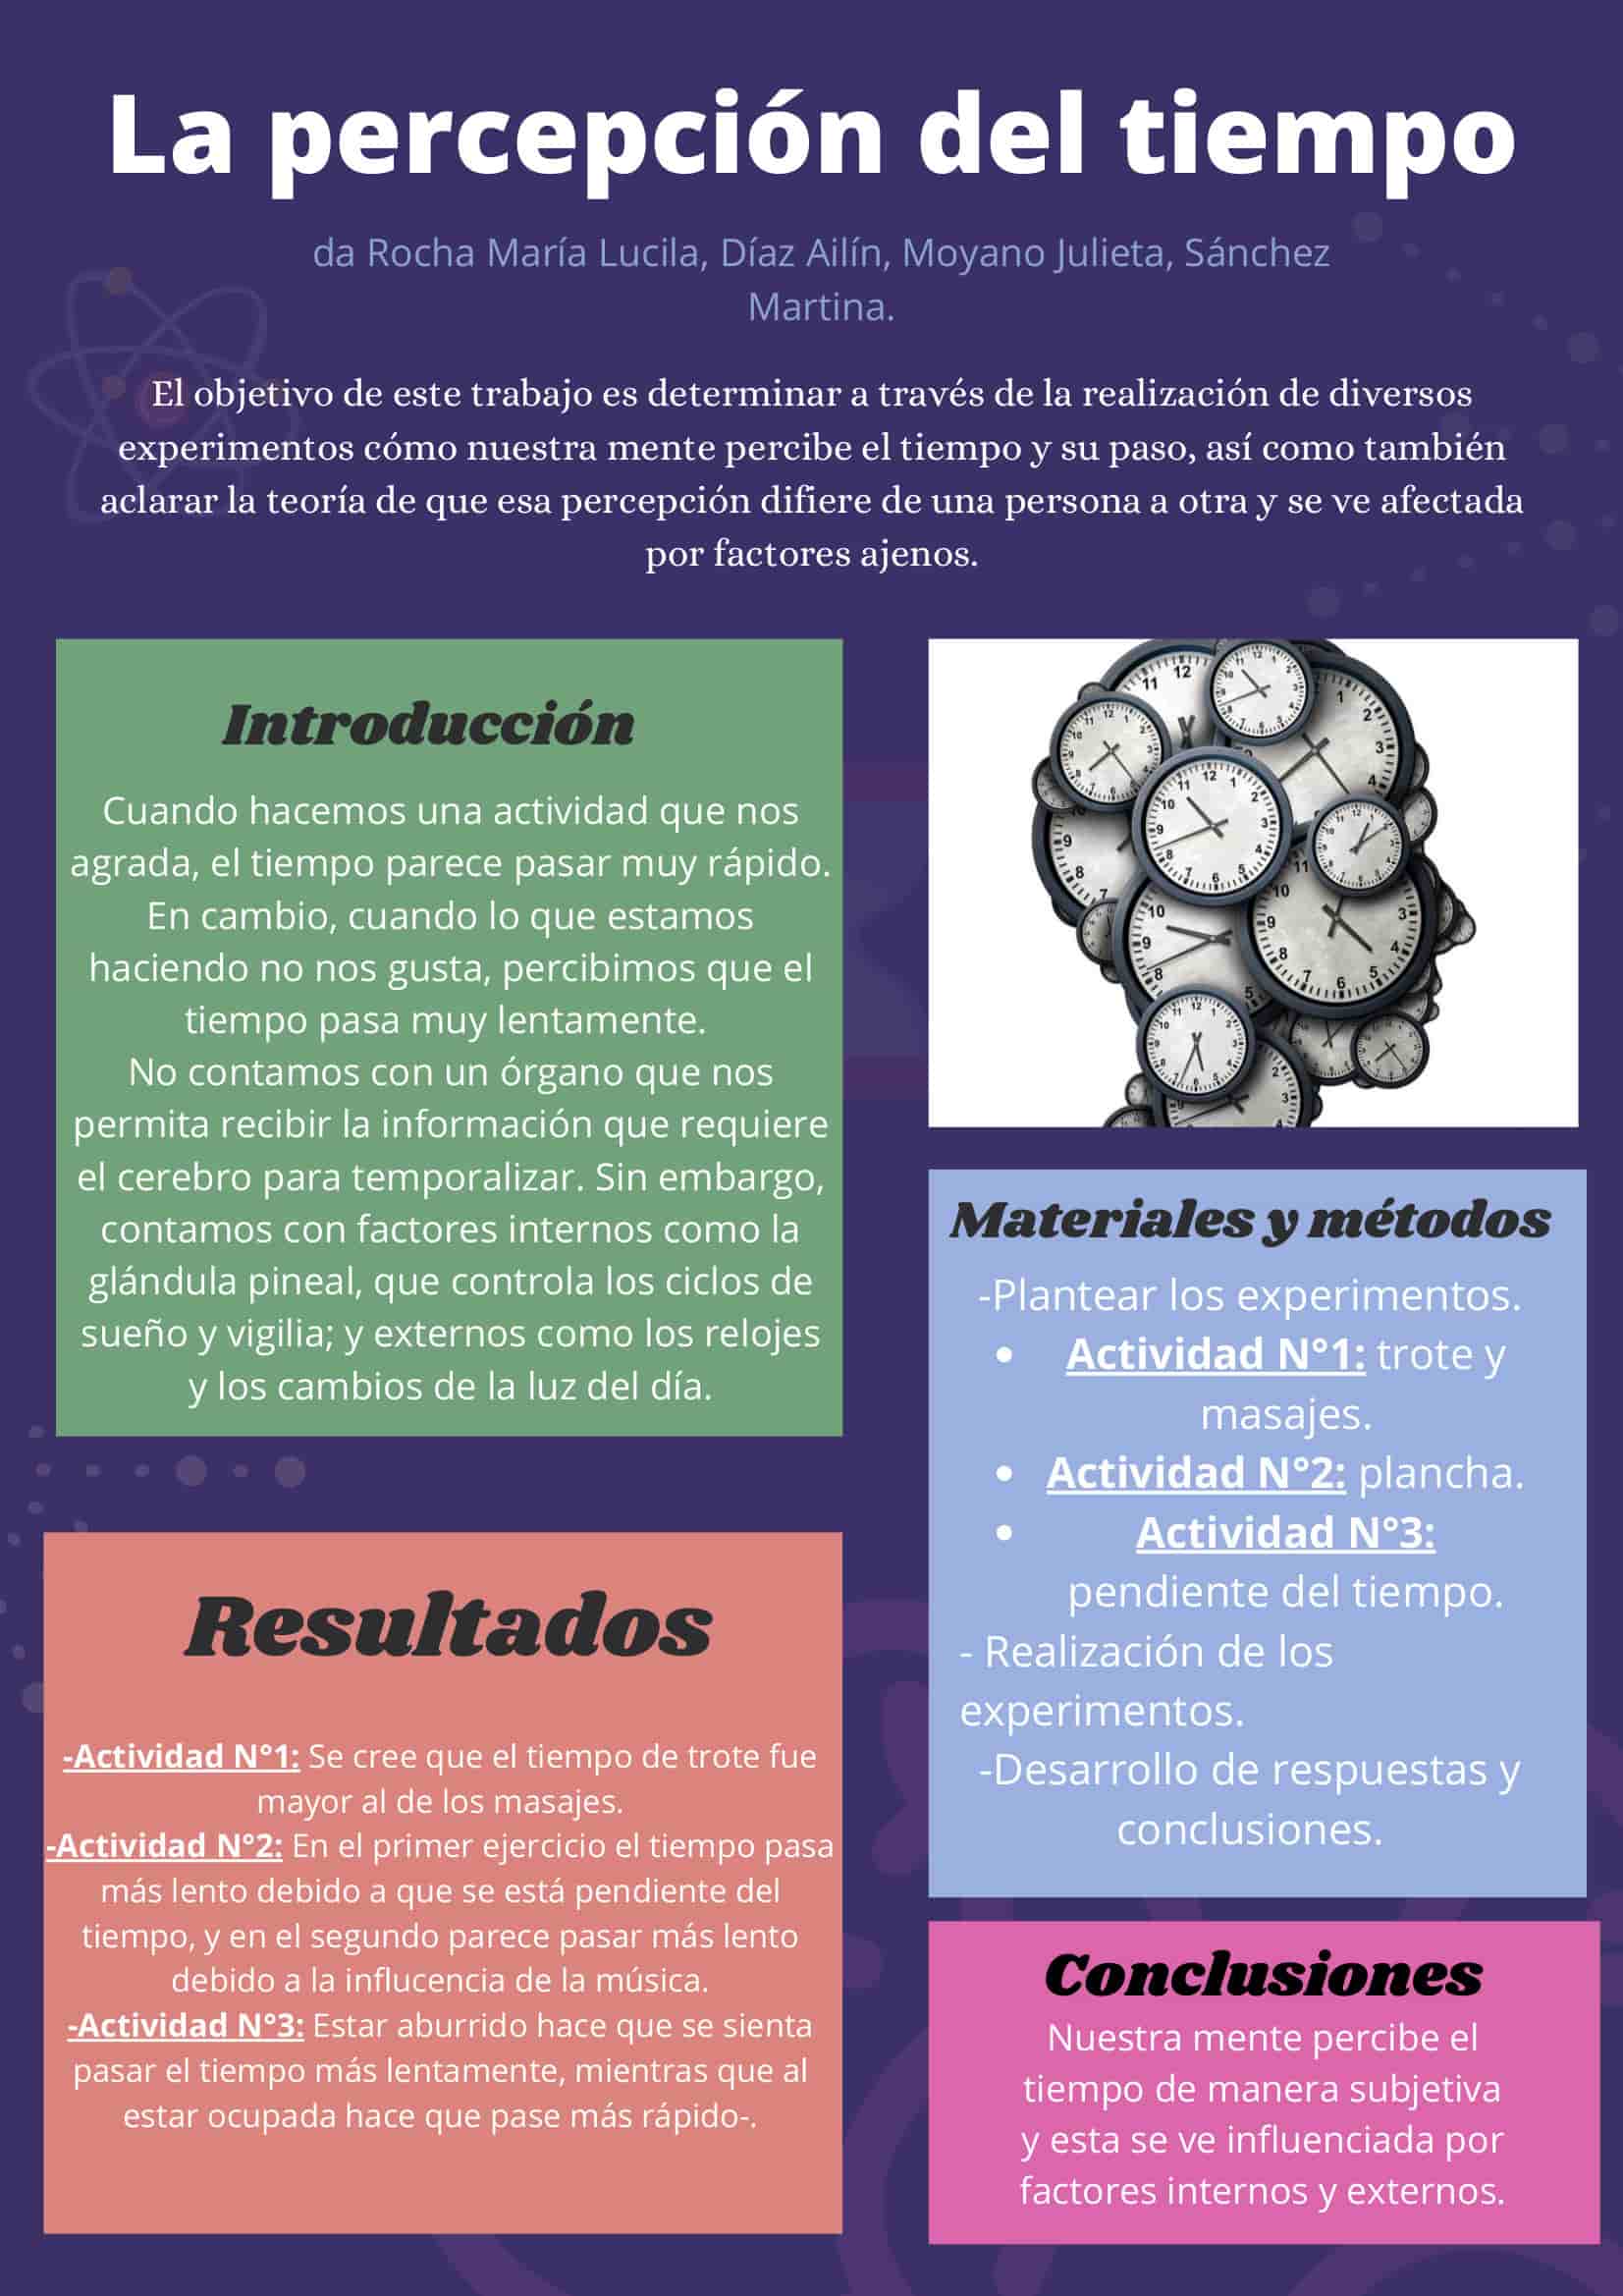 La percepción del tiempo
da Rocha María Lucila, Díaz Ailín, Moyano Julieta, Sánchez
Martina.
El objetivo de este trabajo es determinar a través de la realización de diversos
experimentos cómo nuestra mente percibe el tiempo y su paso, así como también
aclarar la teoría de que esa percepción difiere de una persona a otra y se ve afectada
por factores ajenos.
Introducción
Cuando hacemos una actividad que nos
agrada, el tiempo parece pasar muy rápido.
En cambio, cuando lo que estamos
haciendo no nos gusta, percibimos que el
tiempo pasa muy lentamente.
No contamos con un órgano que nos
permita recibir la información que requiere
el cerebro para temporalizar. Sin embargo,
contamos con factores internos como la
glándula pineal, que controla los ciclos de
sueño y vigilia; y externos como los relojes
y los cambios de la luz del día.
Materiales y métodos
-Plantear los experimentos.
• Actividad N°1: trote y
masajes.
• Actividad N°2: plancha.
• Actividad N°3:
pendiente del tiempo.
- Realización de los
experimentos.
-Desarrollo de respuestas y
conclusiones.
Resultados
-Actividad N°1: Se cree que el tiempo de trote fue
mayor al de los masajes.
-Actividad N°2: En el primer ejercicio el tiempo pasa
más lento debido a que se está pendiente del
tiempo, y en el segundo parece pasar más lento
debido a la influcencia de la música.
-Actividad N°3: Estar aburrido hace que se sienta
pasar el tiempo más lentamente, mientras que al
estar ocupada hace que pase más rápido-.
Conclusiones
Nuestra mente percibe el
tiempo de manera subjetiva
y esta se ve influenciada por
factores internos y externos.